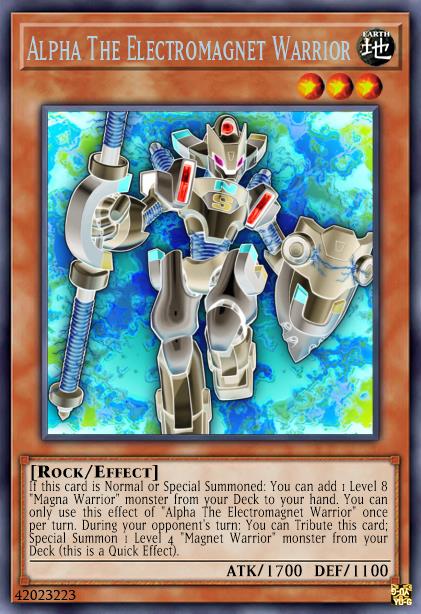 ALPHA THE ELECTROMAGNET WARRIOR
EARTH
地
N
S
[ROCK/EFFECT]
If this card is Normal or Special Summoned: You can add 1 Level 8
"Magna Warrior" monster from your Deck to your hand. You can
only use this effect of "Alpha The Electromagnet Warrior" once
per turn. During your opponent's turn: You can Tribute this card;
Special Summon 1 Level 4 "Magnet Warrior" monster from your
Deck (this is a Quick Effect).
ATK/1700 DEF/1100
42023223